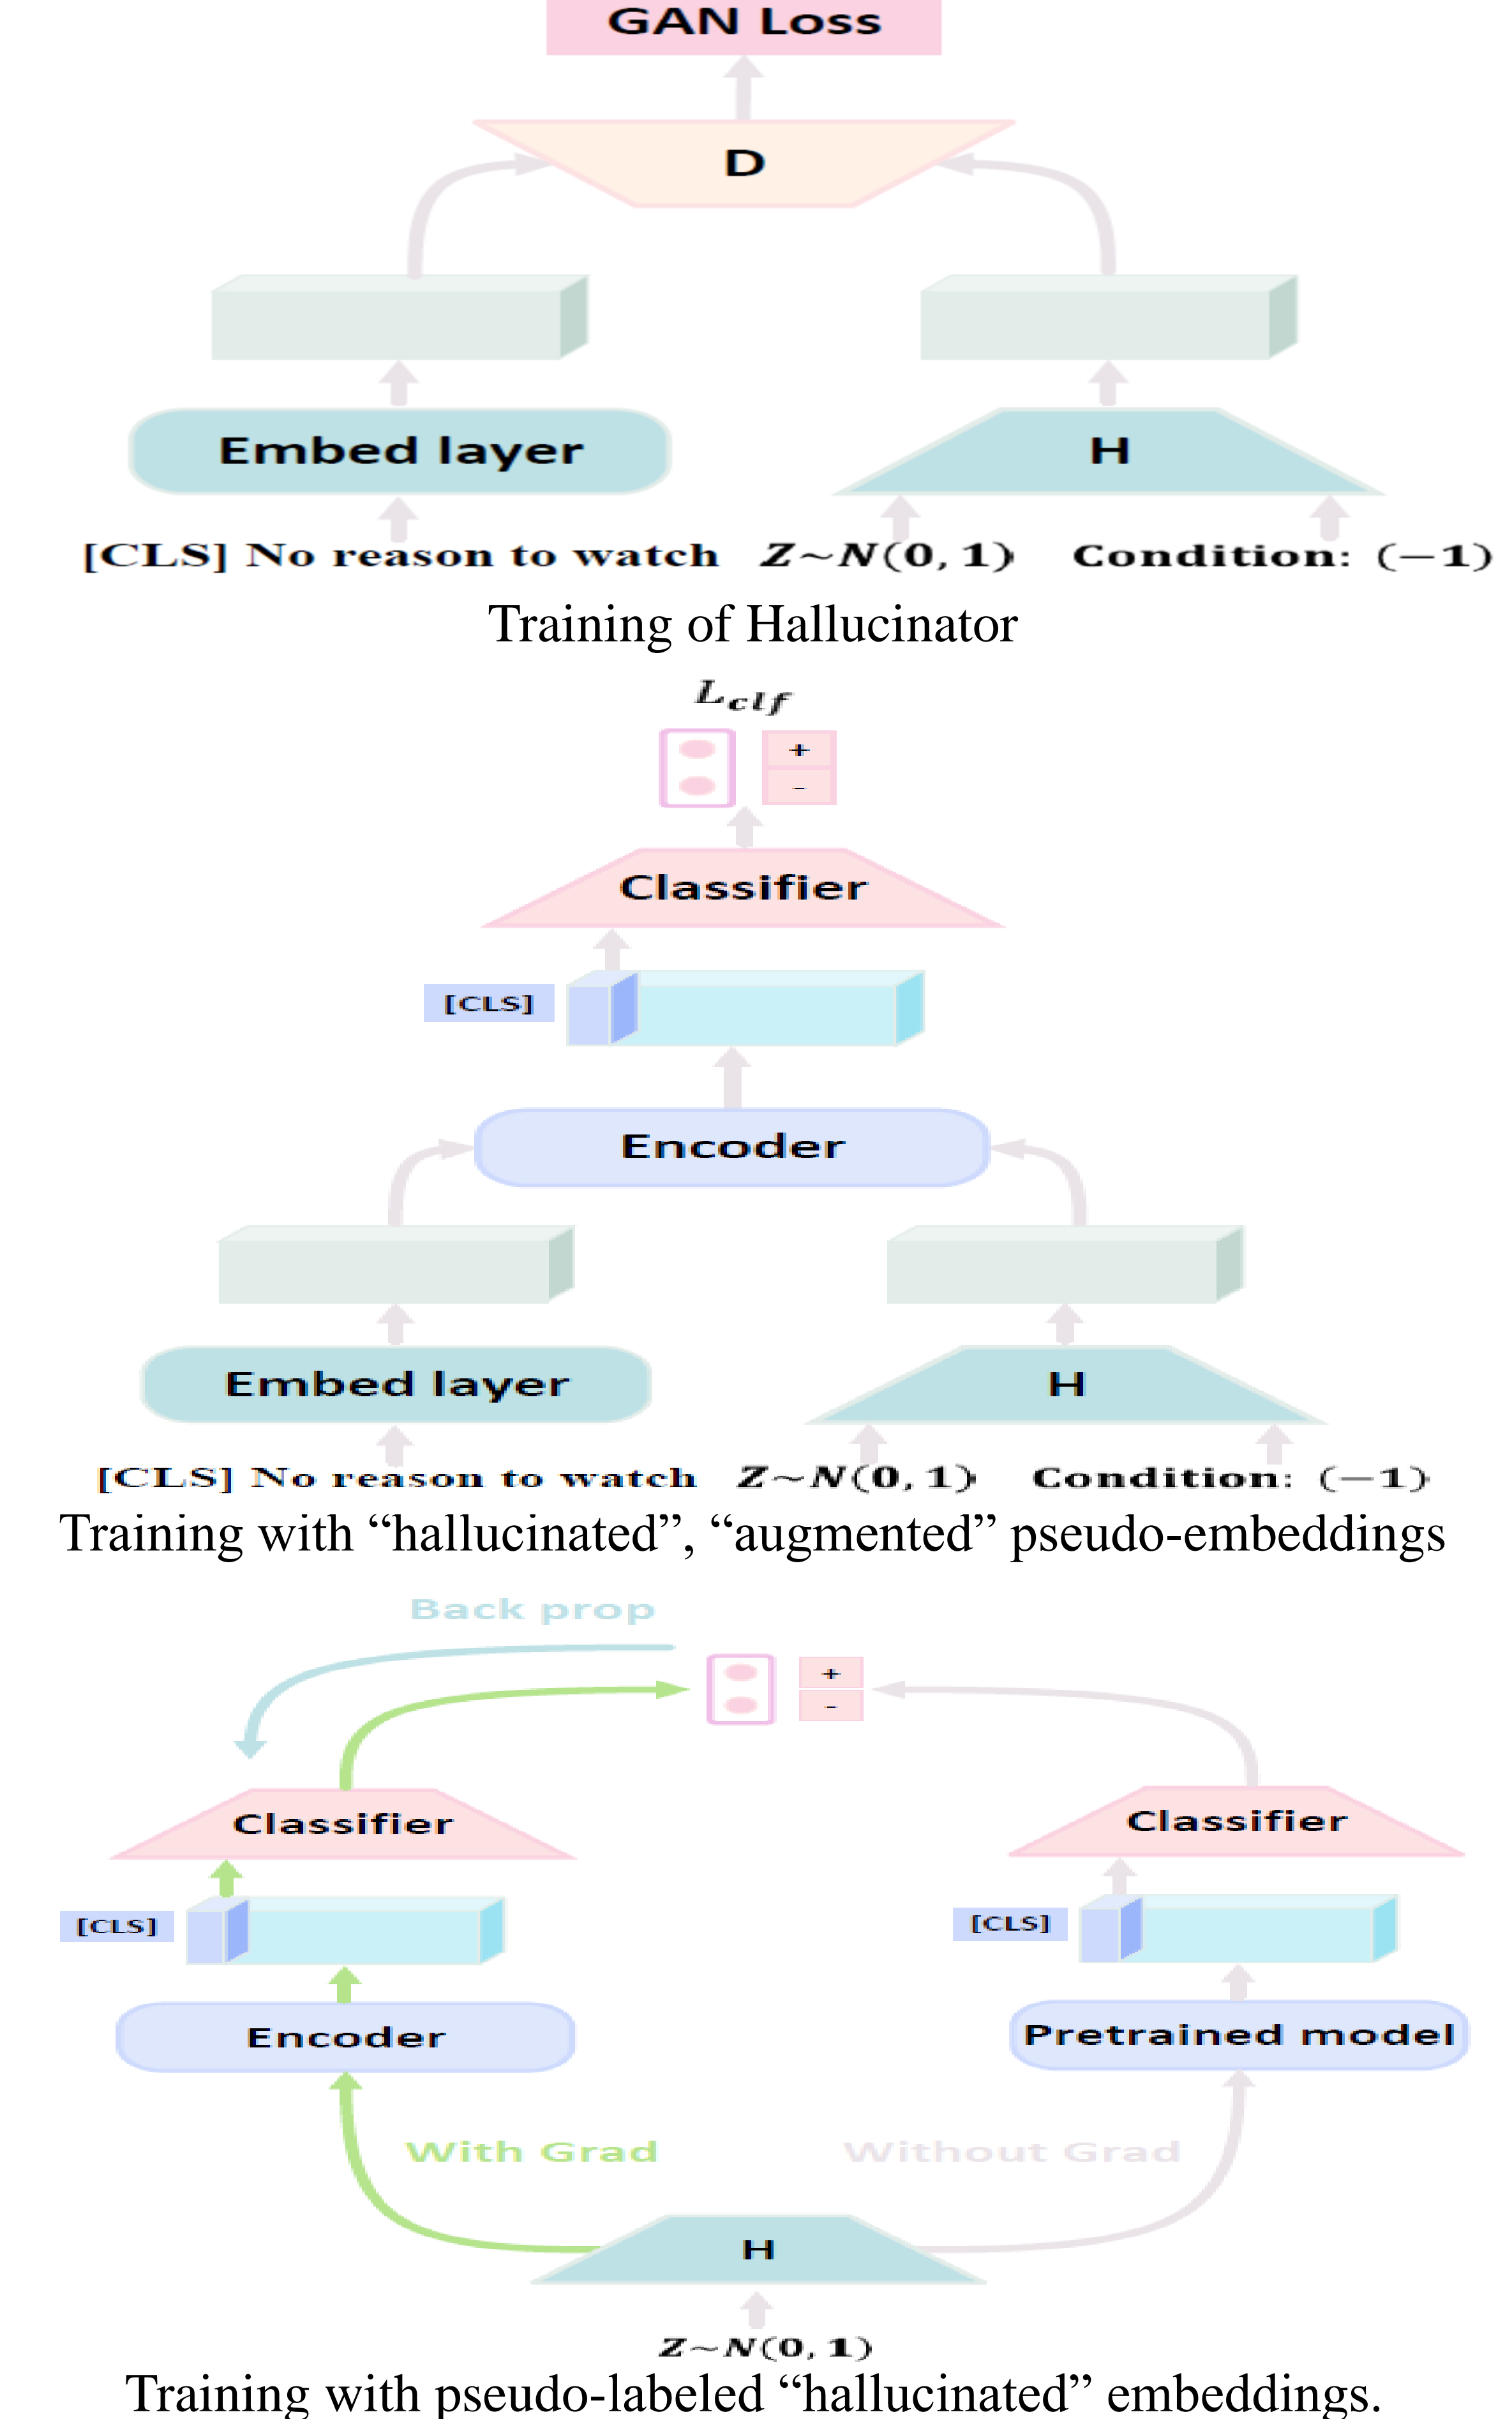 GAN Loss
D
Embed layer
H
[CLS] No reason to watch Z~N(0, 1) Condition: (−1)
Training of Hallucinator
L_clf
+
-
Classifier
[CLS]
Encoder
Embed layer
H
[CLS] No reason to watch Z~N(0, 1) Condition: (−1)
Training with “hallucinated”, “augmented” pseudo-embeddings
Back prop
+
-
Classifier
Classifier
[CLS]
[CLS]
Encoder
Pretrained model
With Grad
Without Grad
H
Z~N(0, 1)
Training with pseudo-labeled “hallucinated” embeddings.